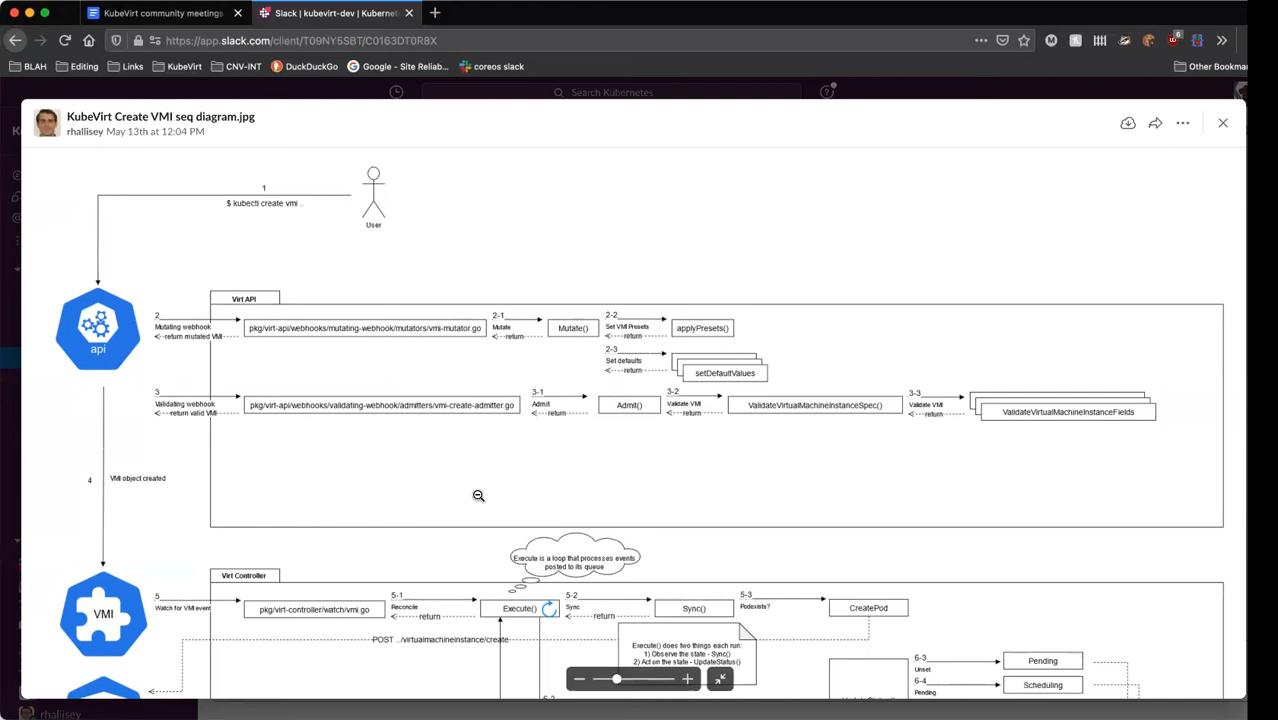 KubeVirt community meetings
Slack | kubevirt-dev | Kubernet
https://app.slack.com/client/T09NY5SBT/C0163DT0R8X
6
BLAH
Editing
Links
KubeVirt
CNV-INT
DuckDuckGo
Google - Site Reliab...
coreos slack
Other Bookmar
Search Kubernetes
KubeVirt Create VMI seq diagram.jpg
rhallisey May 13th at 12:04 PM
1
$ kubectl create vmi ..
User
Virt API
api
2
Mutating webhook
return mutated VMI
pkg/virt-api/webhooks/mutating-webhook/mutators/vmi-mutator.go
2-1
Mutate
return
Mutate()
2-2
Set VMI Presets
return
applyPresets()
2-3
Set defaults
return
setDefaultValues
3
Validating webhook
return valid VMI
pkg/virt-api/webhooks/validating-webhook/admitters/vmi-create-admitter.go
3-1
Admit
return
Admit()
3-2
Validate VMI
return
ValidateVirtualMachineInstanceSpec()
3-3
Validate VMI
return
ValidateVirtualMachineInstanceFields
4
VMI object created
Execute is a loop that processes events
posted to its queue
Virt Controller
VMI
5
Watch for VMI event
pkg/virt-controller/watch/vmi.go
5-1
Reconcile
return
Execute()
5-2
Sync
return
Sync()
5-3
Podexists?
CreatePod
POST ../virtualmachineinstance/create
Execute() does two things each run:
1) Observe the state - Sync()
2) Act on the state - UpdateStatus()
6-3
Unset
Pending
6-4
Pending
Scheduling
rhallisey